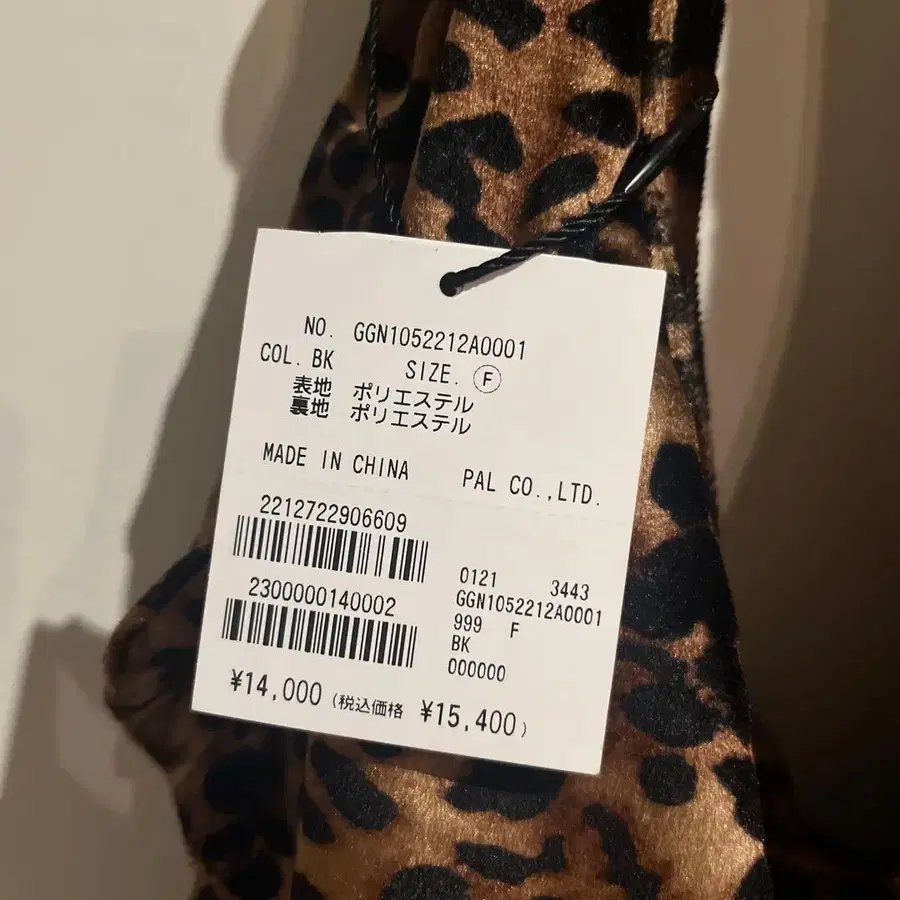 NO. GGN1052212A0001
COL. BK SIZE. F
表地 ポリエステル
裏地 ポリエステル
MADE IN CHINA PAL CO.,LTD.
2212722906609
2300000140002
0121 3443
GGN1052212A0001
999 F
BK
000000
¥14,000 (税込価格 ¥15,400)